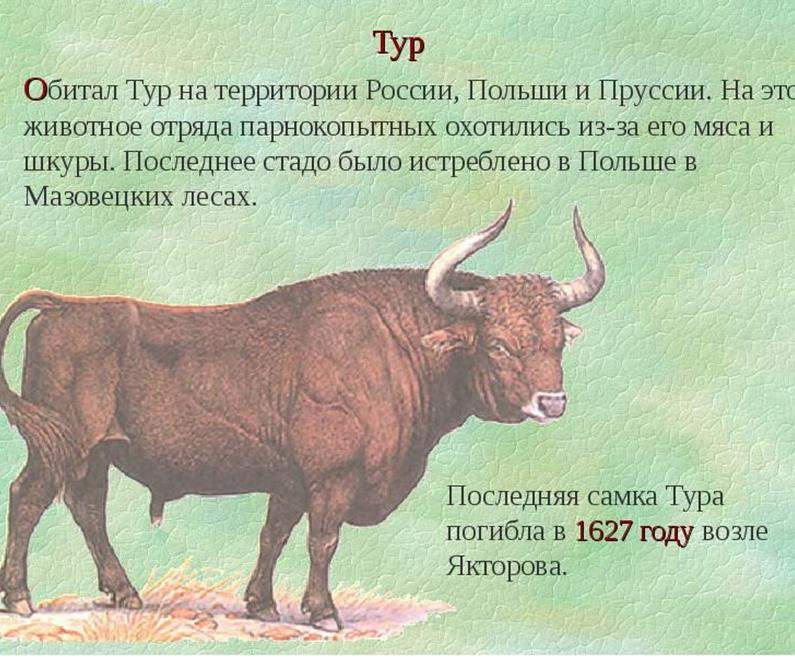 Тур
Обитал Тур на территории России, Польши и Пруссии. На это
животное отряда парнокопытных охотились из-за его мяса и
шкуры. Последнее стадо было истреблено в Польше в
Мазовецких лесах.
Последняя самка Тура
погибла в 1627 году возле
Якторова.